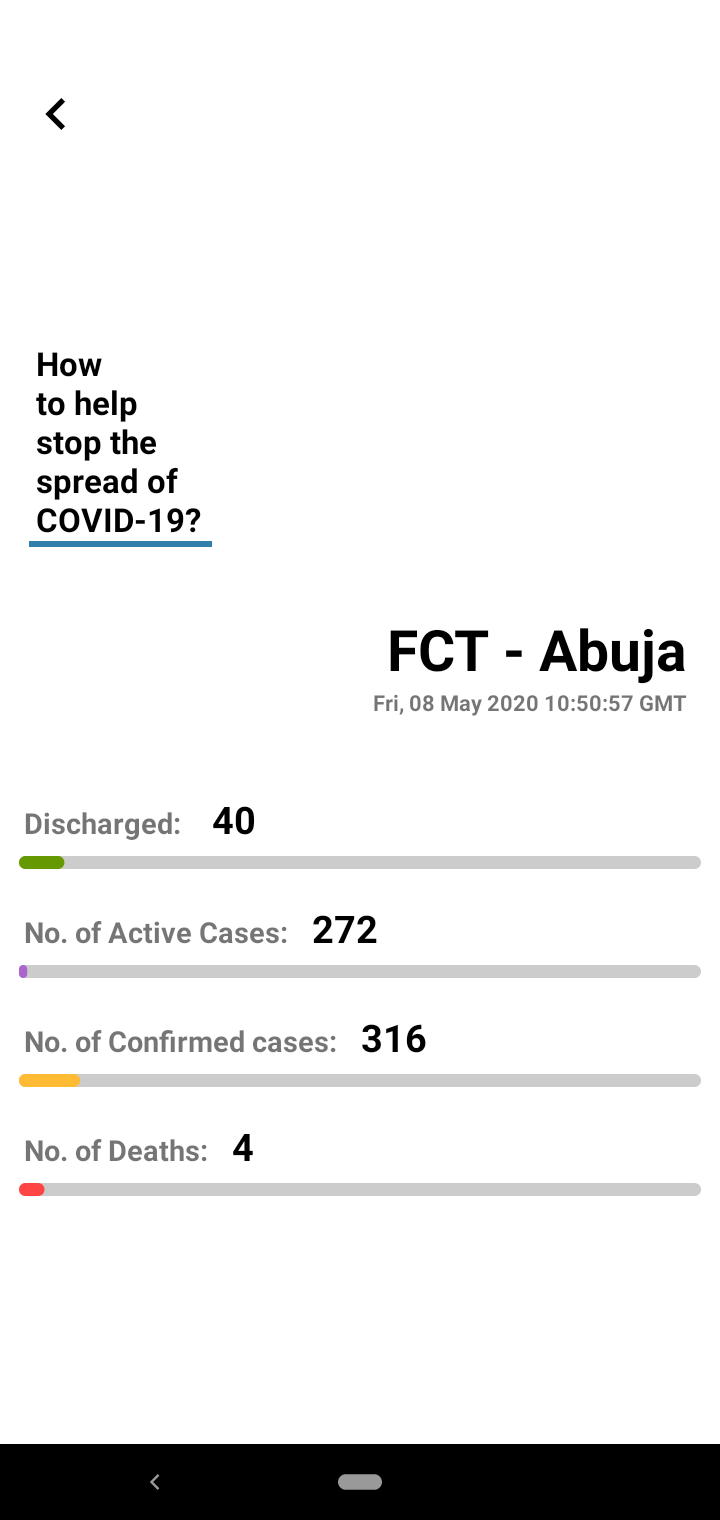 How
to help
stop the
spread of
COVID-19?
FCT - Abuja
Fri, 08 May 2020 10:50:57 GMT
Discharged: 40
No. of Active Cases: 272
No. of Confirmed cases: 316
No. of Deaths: 4